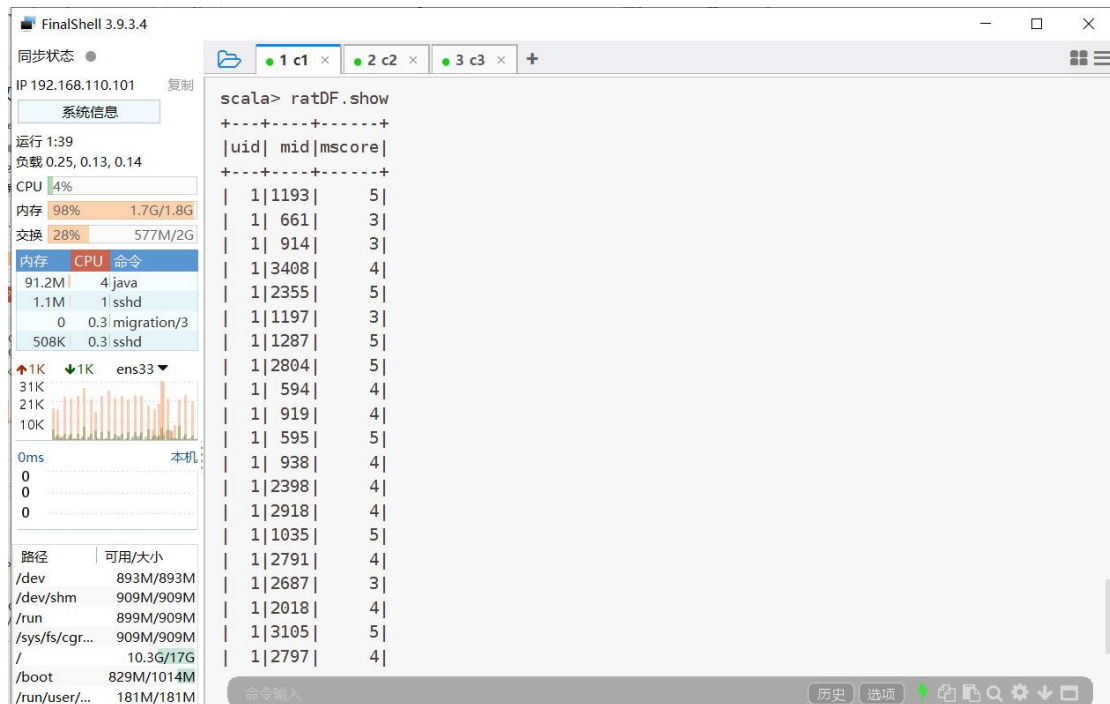 FinalShell 3.9.3.4
同步状态
IP 192.168.110.101 复制
系统信息
运行 1:39
负载 0.25, 0.13, 0.14
CPU 4%
内存 98% 1.7G/1.8G
交换 28% 577M/2G
内存 CPU 命令
91.2M 4 java
1.1M 1 sshd
0 0.3 migration/3
508K 0.3 sshd
1K 1K ens33
31K
21K
10K
0ms 本机
0
0
0
路径 可用/大小
/dev 893M/893M
/dev/shm 909M/909M
/run 899M/909M
/sys/fs/cgr... 909M/909M
/ 10.3G/17G
/boot 829M/1014M
/run/user/... 181M/181M
1 c1 × 2 c2 × 3 c3 × +
scala> ratDF.show
+---+----+------+
|uid| mid|mscore|
+---+----+------+
| 1|1193| 5|
| 1| 661| 3|
| 1| 914| 3|
| 1|3408| 4|
| 1|2355| 5|
| 1|1197| 3|
| 1|1287| 5|
| 1|2804| 5|
| 1| 594| 4|
| 1| 919| 4|
| 1| 595| 5|
| 1| 938| 4|
| 1|2398| 4|
| 1|2918| 4|
| 1|1035| 5|
| 1|2791| 4|
| 1|2687| 3|
| 1|2018| 4|
| 1|3105| 5|
| 1|2797| 4|
命令输入 历史 选项